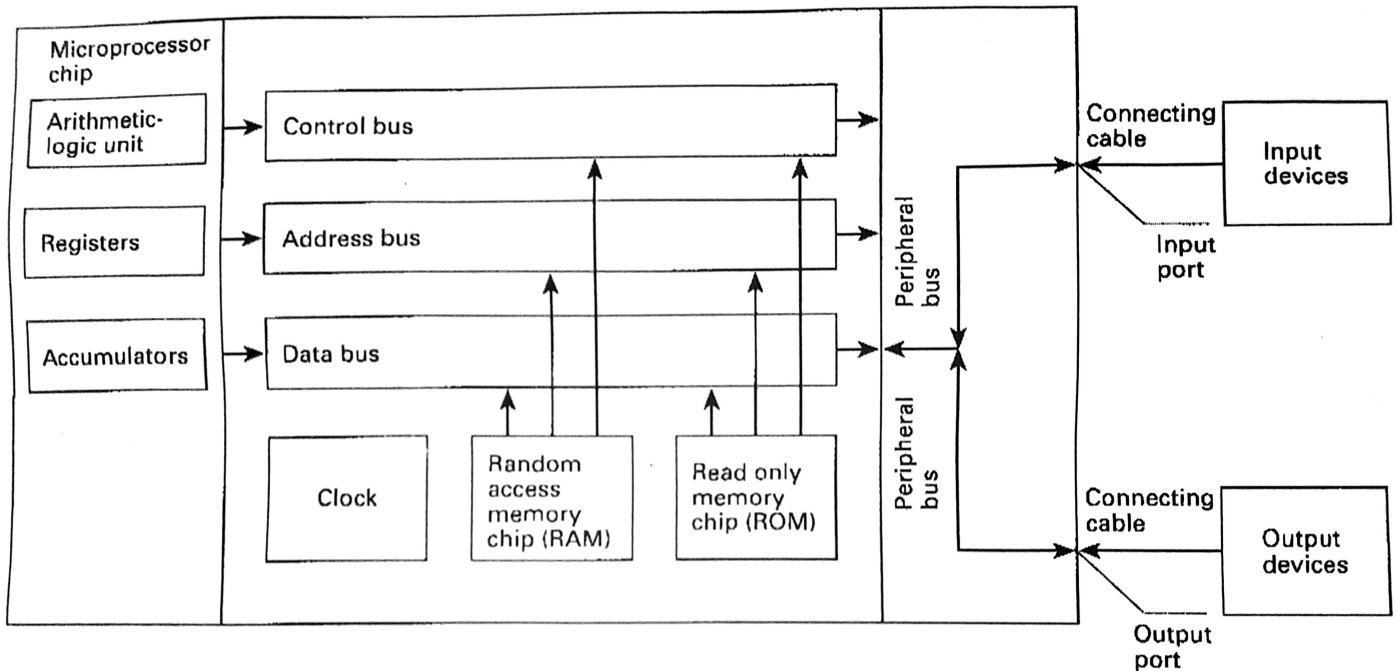 Microprocessor
chip
Arithmetic-
logic unit
Registers
Accumulators
Control bus
Address bus
Data bus
Clock
Random
access
memory
chip (RAM)
Read only
memory
chip (ROM)
Peripheral
bus
Peripheral
bus
Connecting
cable
Input
devices
Input
port
Connecting
cable
Output
devices
Output
port